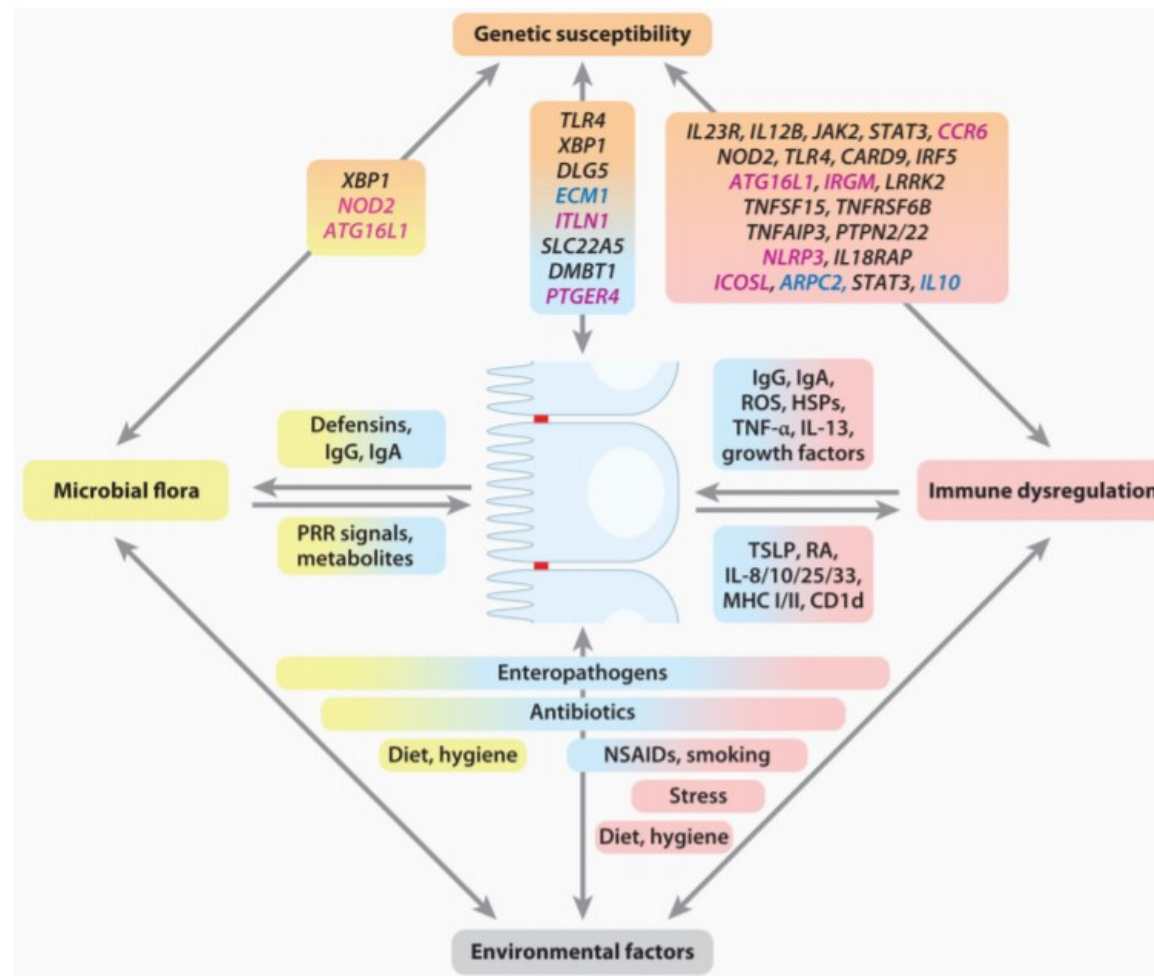 Genetic susceptibility
XBP1
NOD2
ATG16L1
TLR4
XBP1
DLG5
ECM1
ITLN1
SLC22A5
DMBT1
PTGER4
IL23R, IL12B, JAK2, STAT3, CCR6
NOD2, TLR4, CARD9, IRF5
ATG16L1, IRGM, LRRK2
TNFSF15, TNFRSF6B
TNFAIP3, PTPN2/22
NLRP3, IL18RAP
ICOSL, ARPC2, STAT3, IL10
Defensins,
IgG, IgA
IgG, IgA,
ROS, HSPs,
TNF-α, IL-13,
growth factors
Microbial flora
Immune dysregulation
PRR signals,
metabolites
TSLP, RA,
IL-8/10/25/33,
MHC I/II, CD1d
Enteropathogens
Antibiotics
Diet, hygiene
NSAIDs, smoking
Stress
Diet, hygiene
Environmental factors